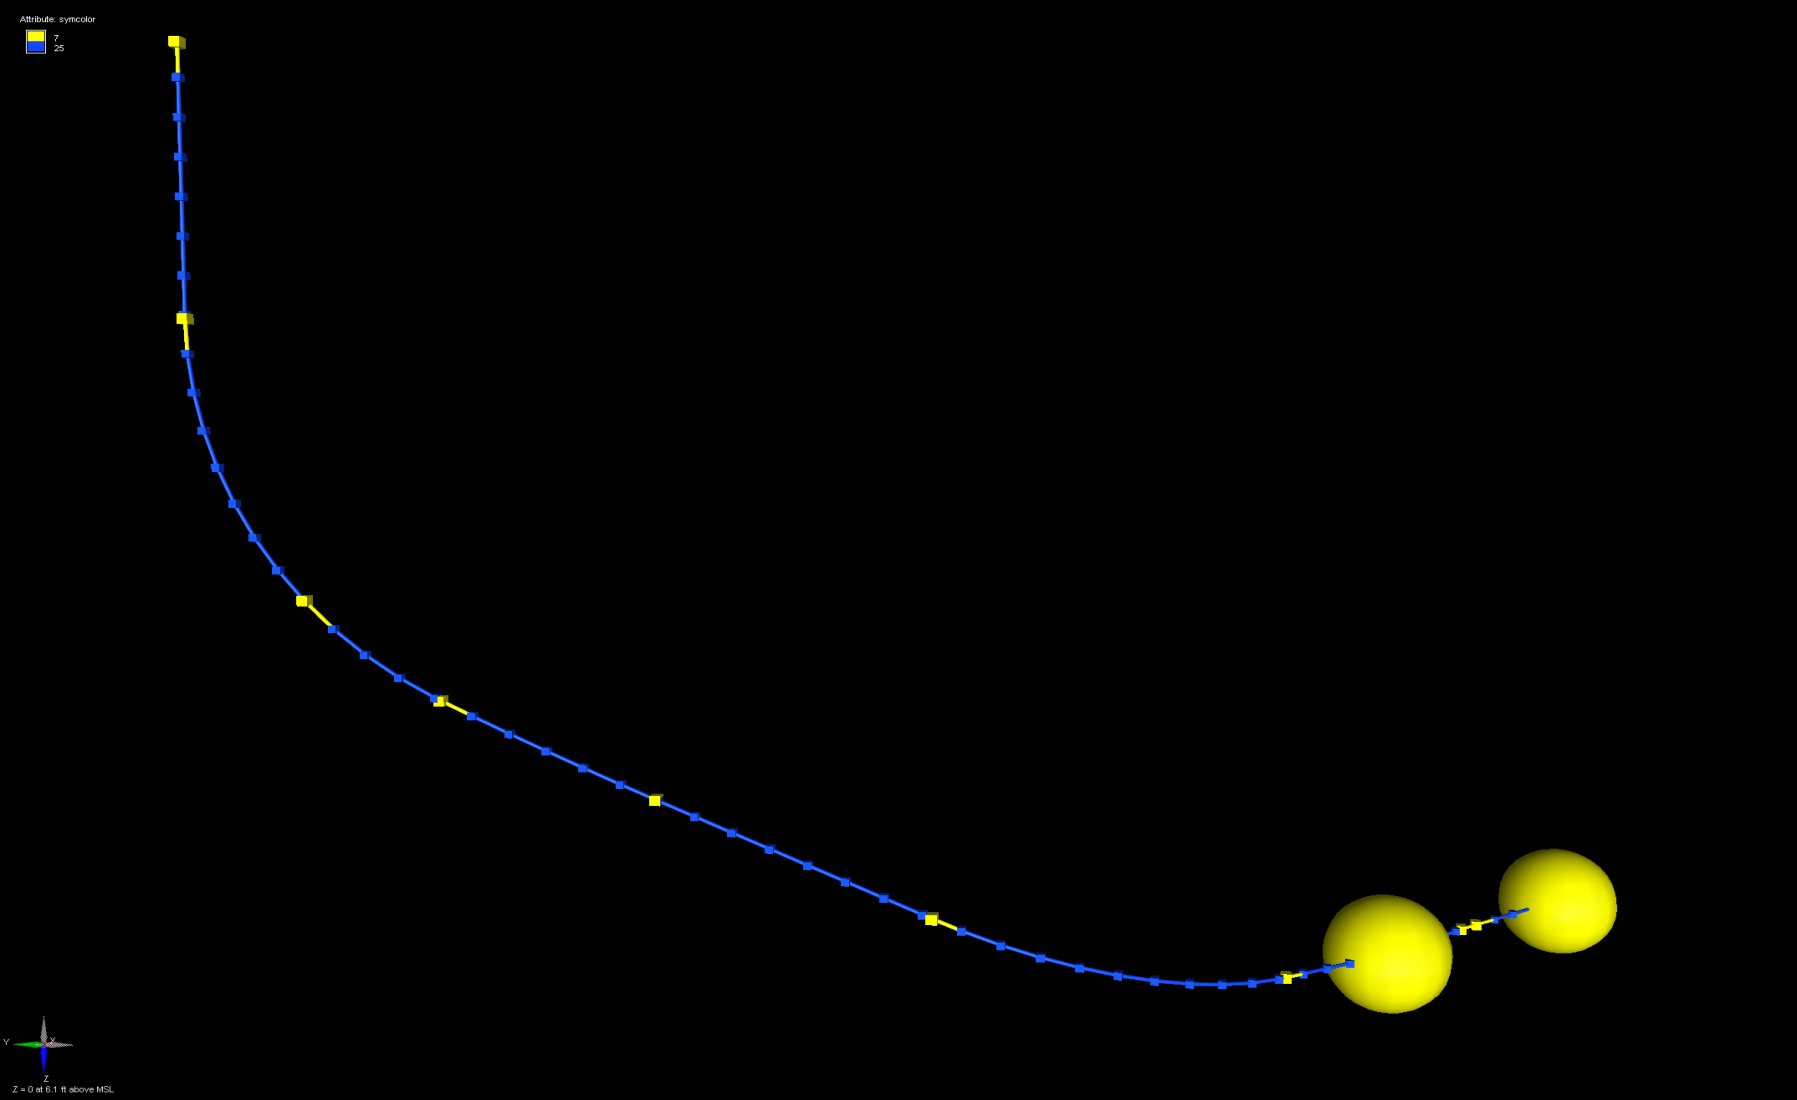 Attribute: symcolor
7
25
Y
X
Z
Z = 0 at 6.1 ft above MSL